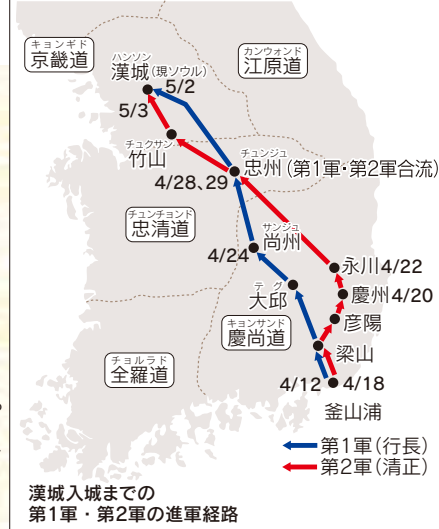 キョンギド
京畿道
ハンソン
漢城(現ソウル)
5/2
5/3
カンウォンド
江原道
チュクサン
竹山
チュンジュ
忠州(第1軍・第2軍合流)
4/28、29
チュンチョンド
忠清道
サンジュ
尚州
4/24
永川4/22
テグ
大邱
慶州4/20
彦陽
キョンサンド
慶尚道
梁山
チョルラド
全羅道
4/12
4/18
釜山浦
第1軍(行長)
第2軍(清正)
漢城入城までの
第1軍・第2軍の進軍経路